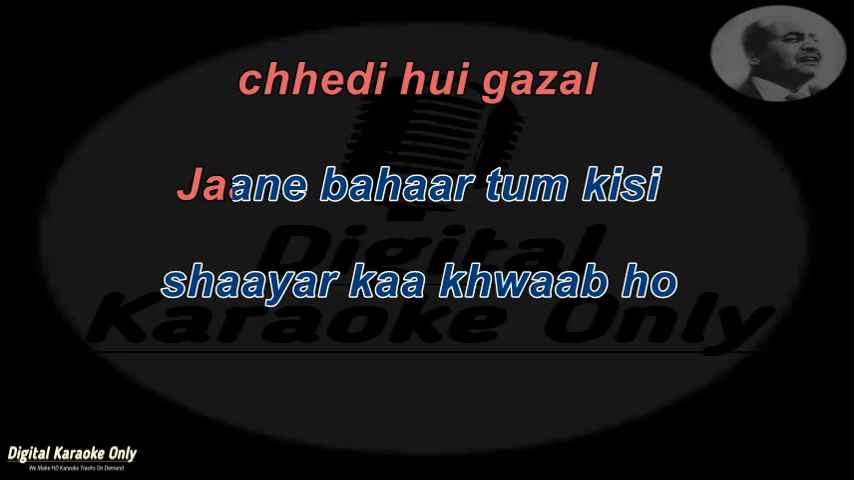 chhedi hui gazal
Jaaane bahaar tum kisi
shaayar kaa khwaab ho
Digital
Karaoke Only
Digital Karaoke Only
We Make HD Karaoke Tracks On Demand